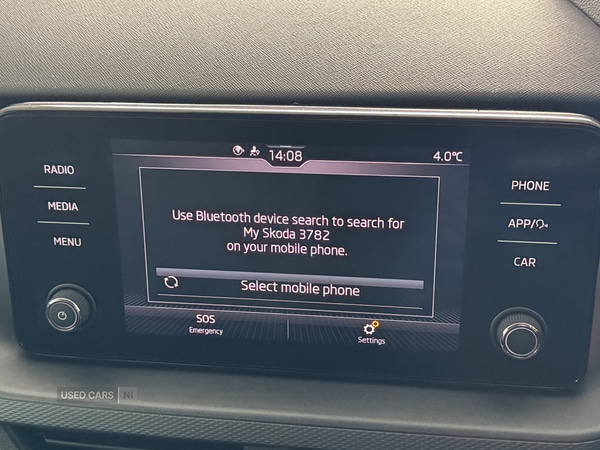 14:08
4.0℃
RADIO
MEDIA
MENU
Use Bluetooth device search to search for
My Skoda 3782
on your mobile phone.
Select mobile phone
SOS
Emergency
Settings
PHONE
APP/
CAR
USED CARS NI